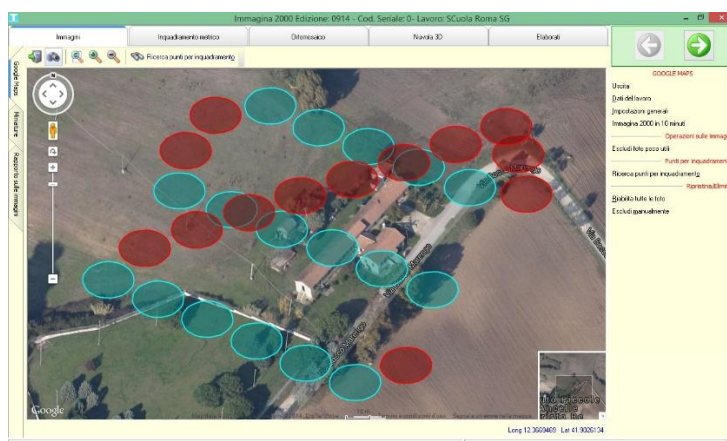 Immagina 2000 Edizione: 0914 - Cod. Seriale: 0- Lavoro: SCuola Roma SG
Immagini
Inquadramento metrico
Ortomosaico
Nuvola 3D
Elaborati
Ricerca punti per inquadramento
Google Maps
Miniature
Rapporto sulle immagini
GOOGLE MAPS
Uscita
Dati del lavoro
Impostazioni generali
Immagina 2000 in 10 minuti
Operazioni sulle immag
Escludi foto poco utili
Punti per inquadramen
Ricerca punti per inquadramento
Ripristina/Elimin
Riabilita tutte le foto
Escludi manualmente
Google
10 m
Long 12.3669469 Lat 41.9026134